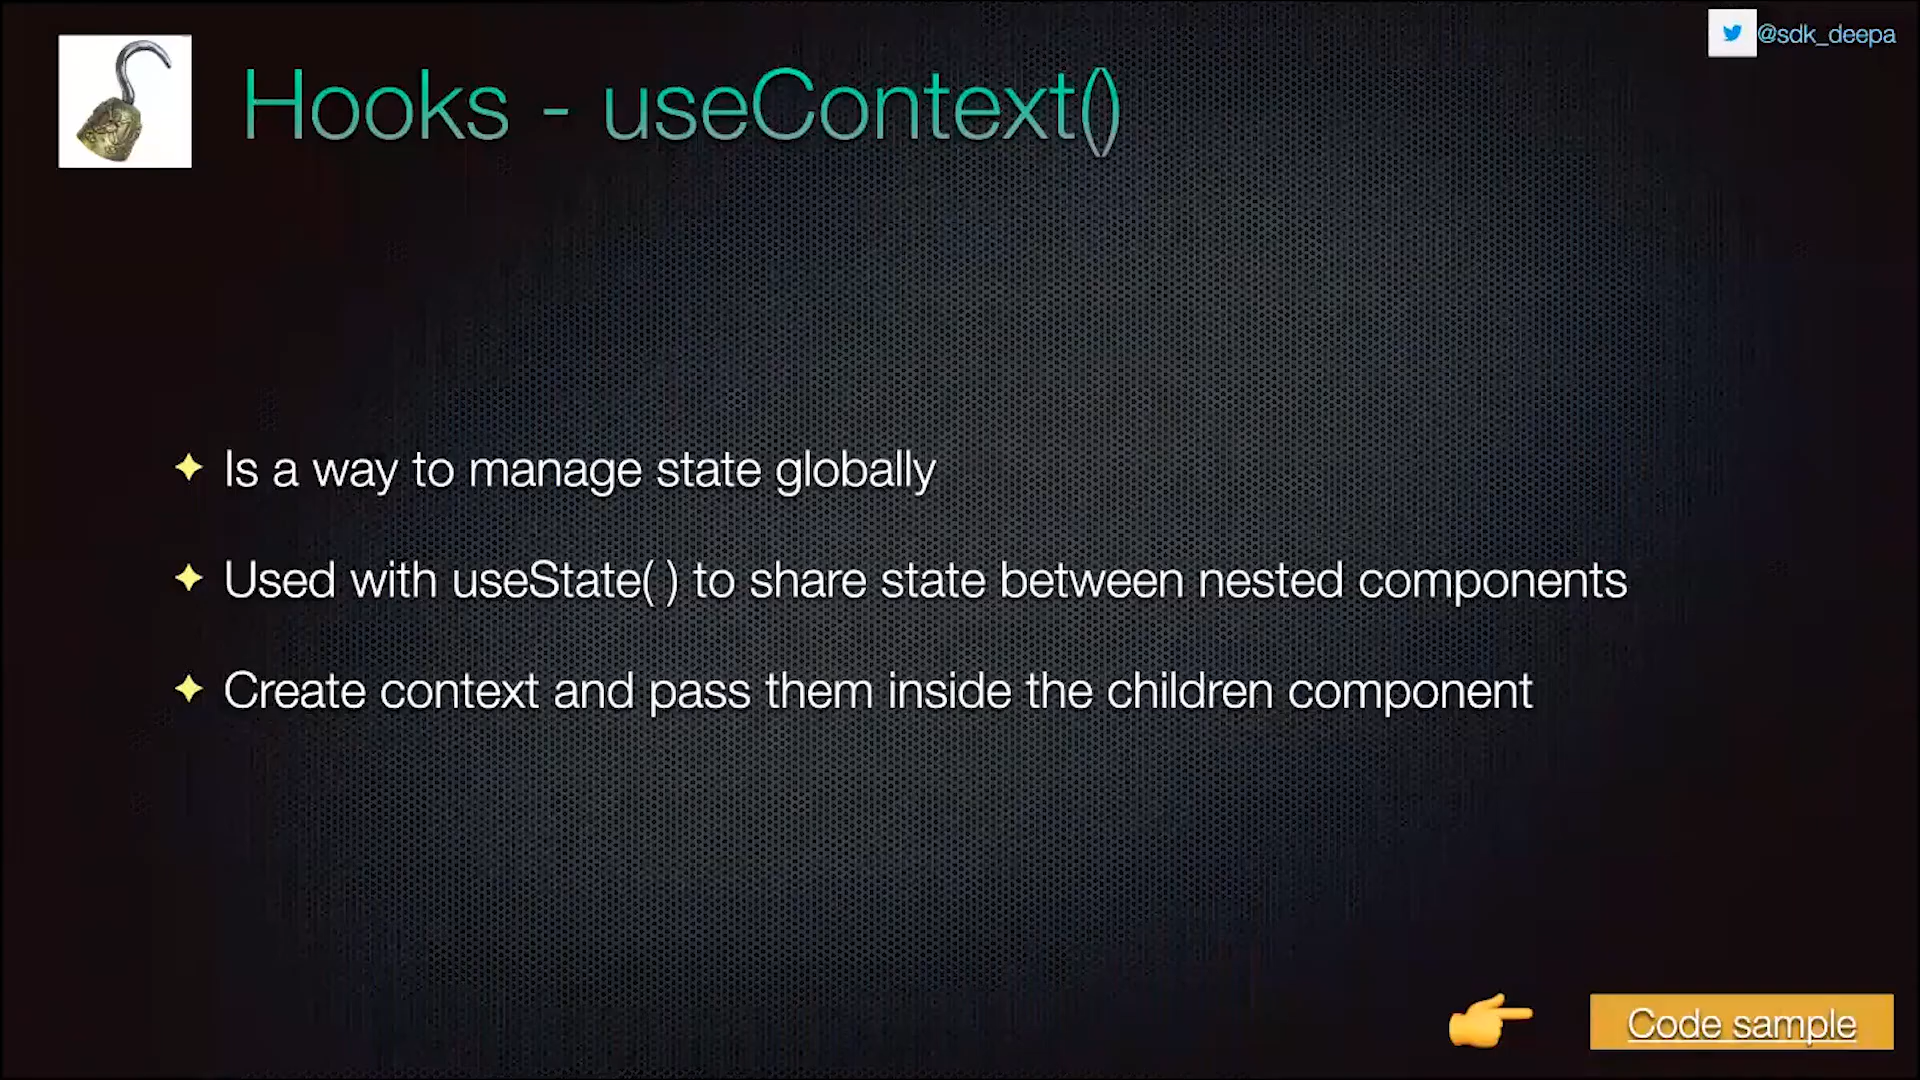 @sdk_deepa
Hooks - useContext()
Is a way to manage state globally
Used with useState( ) to share state between nested components
Create context and pass them inside the children component
Code sample